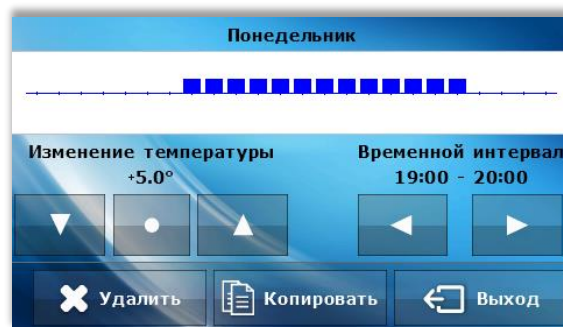 Понедельник
Изменение температуры
+5.0°
Временной интервал
19:00 - 20:00
Удалить
Копировать
Выход